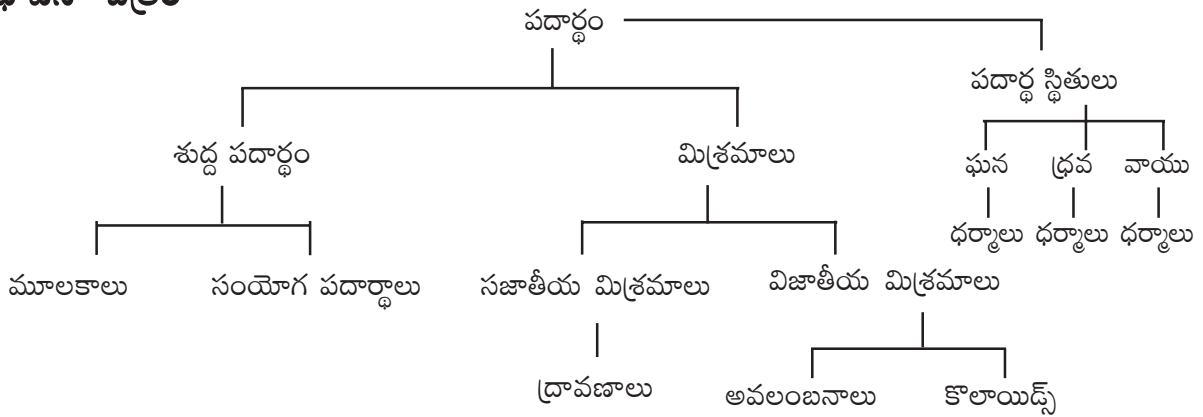 పదార్థం
పదార్థ స్థితులు
శుద్ద పదార్థం మిశ్రమాలు
ఘన ధ్రవ వాయు
ధర్మాలు ధర్మాలు ధర్మాలు
మూలకాలు సంయోగ పదార్థాలు సజాతీయ మిశ్రమాలు విజాతీయ మిశ్రమాలు
ద్రావణాలు అవలంబనాలు కొలాయిడ్స్